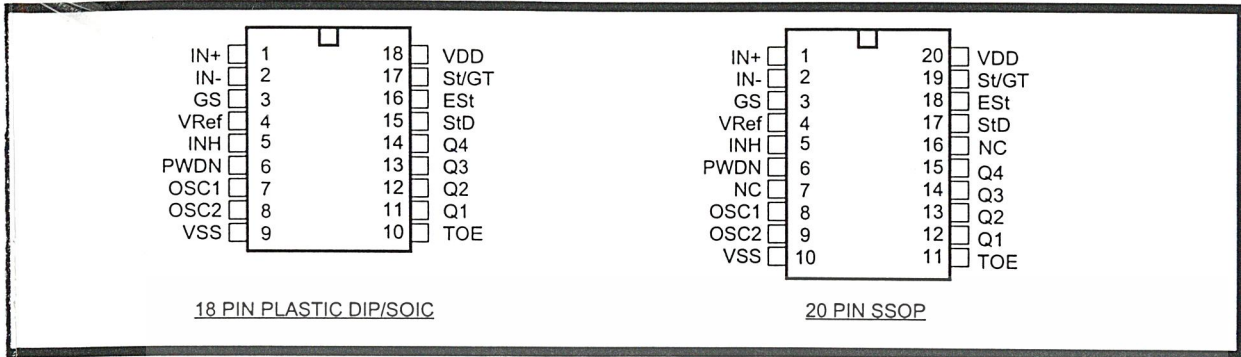 IN+ 1 18 VDD
IN- 2 17 St/GT
GS 3 16 ESt
VRef 4 15 StD
INH 5 14 Q4
PWDN 6 13 Q3
OSC1 7 12 Q2
OSC2 8 11 Q1
VSS 9 10 TOE
18 PIN PLASTIC DIP/SOIC
IN+ 1 20 VDD
IN- 2 19 St/GT
GS 3 18 ESt
VRef 4 17 StD
INH 5 16 NC
PWDN 6 15 Q4
NC 7 14 Q3
OSC1 8 13 Q2
OSC2 9 12 Q1
VSS 10 11 TOE
20 PIN SSOP